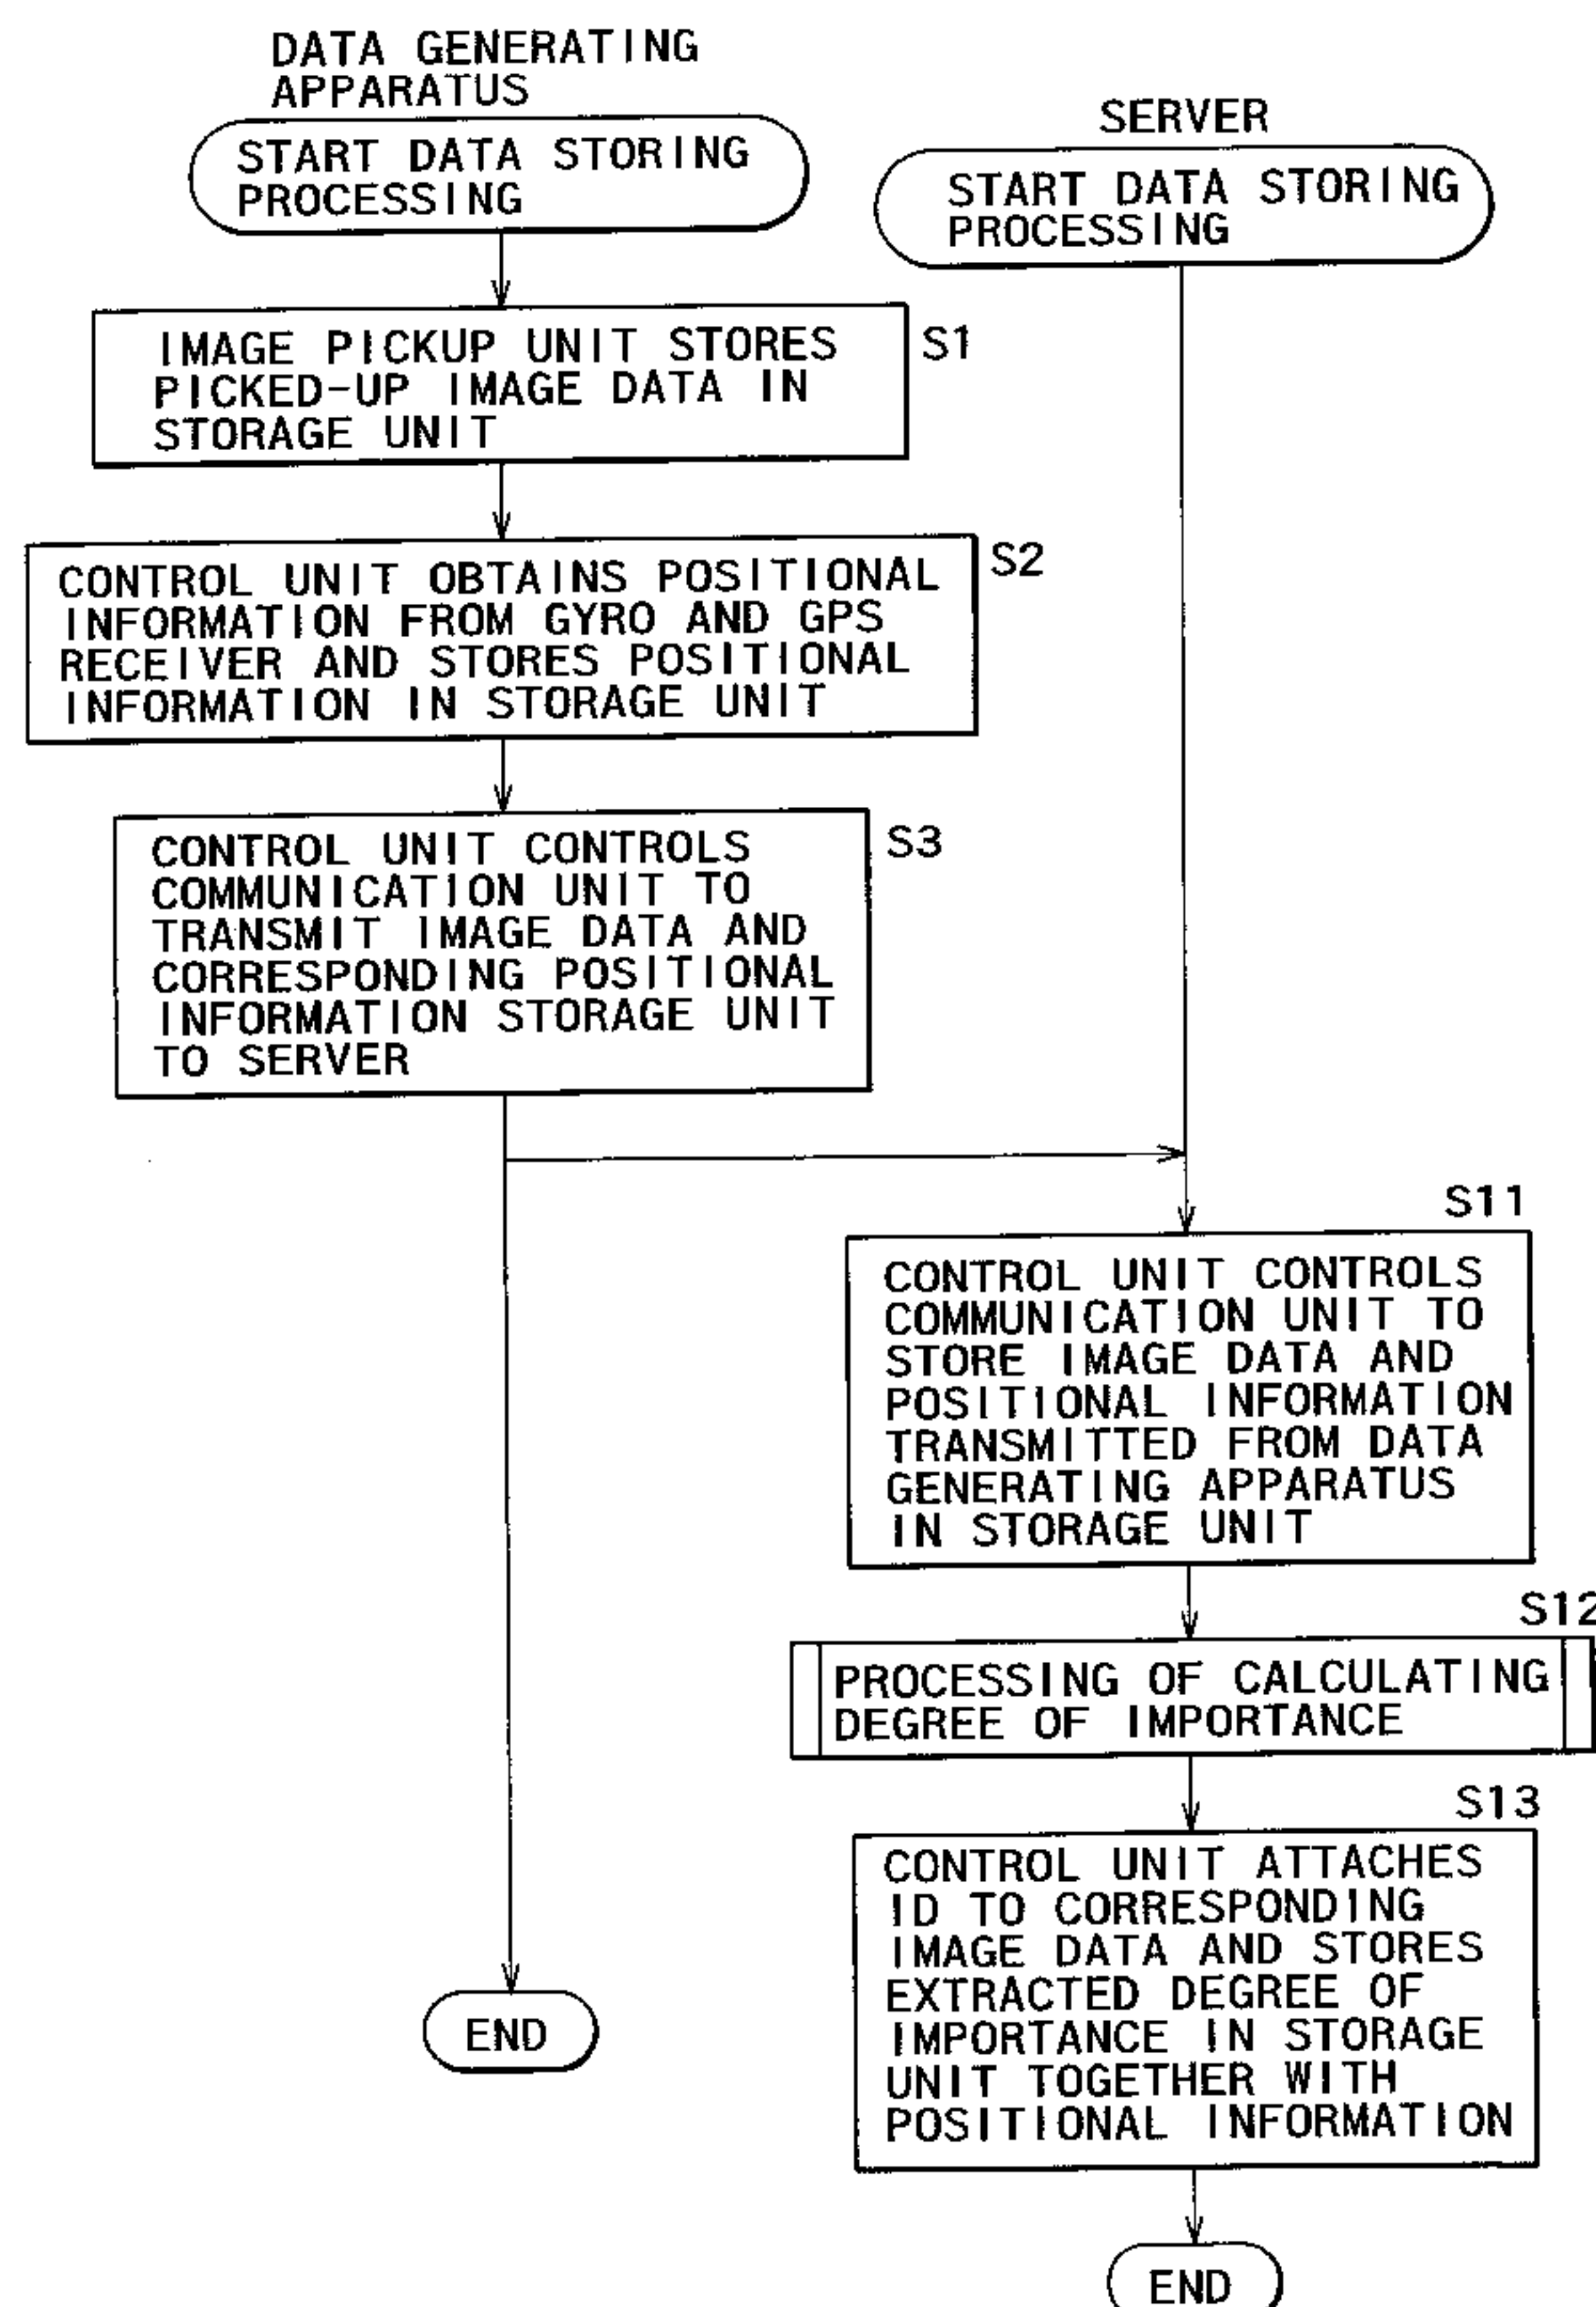 DATA GENERATING
APPARATUS
START DATA STORING
PROCESSING
IMAGE PICKUP UNIT STORES
PICKED-UP IMAGE DATA IN
STORAGE UNIT
S1
CONTROL UNIT OBTAINS POSITIONAL
INFORMATION FROM GYRO AND GPS
RECEIVER AND STORES POSITIONAL
INFORMATION IN STORAGE UNIT
S2
CONTROL UNIT CONTROLS
COMMUNICATION UNIT TO
TRANSMIT IMAGE DATA AND
CORRESPONDING POSITIONAL
INFORMATION STORAGE UNIT
TO SERVER
S3
END
SERVER
START DATA STORING
PROCESSING
S11
CONTROL UNIT CONTROLS
COMMUNICATION UNIT TO
STORE IMAGE DATA AND
POSITIONAL INFORMATION
TRANSMITTED FROM DATA
GENERATING APPARATUS
IN STORAGE UNIT
S12
PROCESSING OF CALCULATING
DEGREE OF IMPORTANCE
S13
CONTROL UNIT ATTACHES
ID TO CORRESPONDING
IMAGE DATA AND STORES
EXTRACTED DEGREE OF
IMPORTANCE IN STORAGE
UNIT TOGETHER WITH
POSITIONAL INFORMATION
END